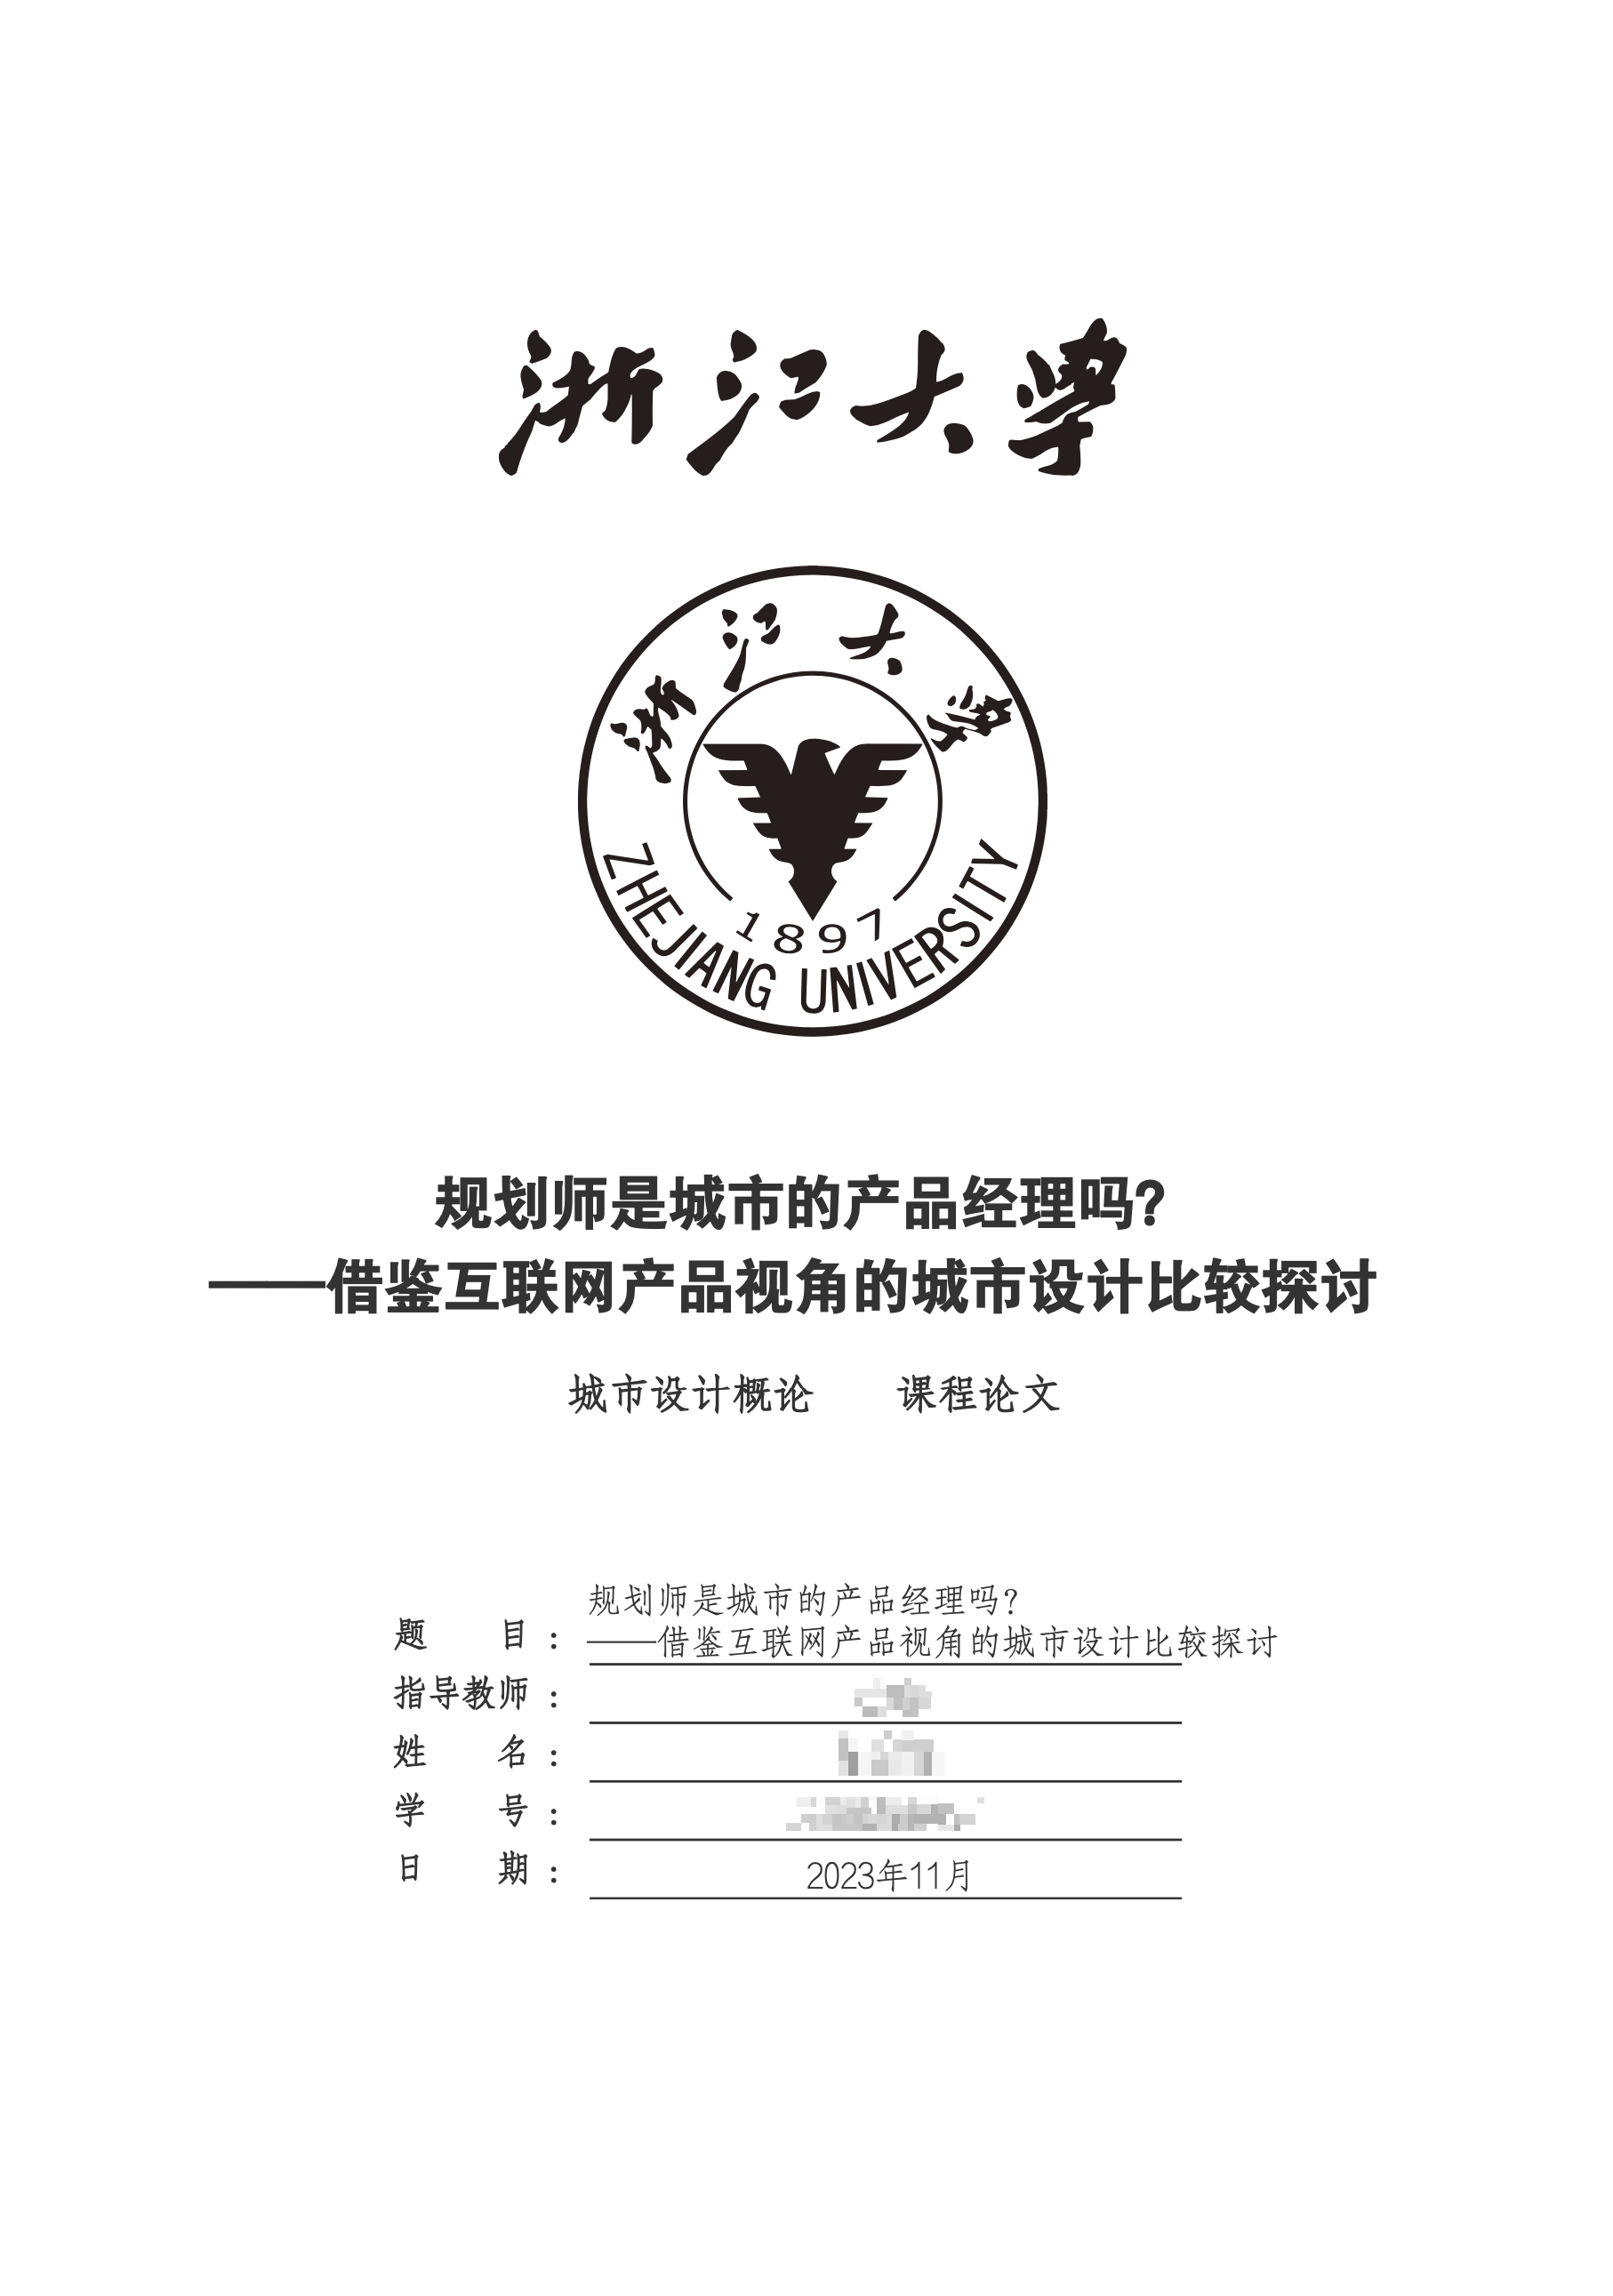 浙江大学
浙江大学
1897
ZHEJIANG UNIVERSITY
规划师是城市的产品经理吗？
——借鉴互联网产品视角的城市设计比较探讨
城市设计概论 课程论文
题 目： 规划师是城市的产品经理吗？
——借鉴互联网产品视角的城市设计比较探讨
指导教师：
姓 名：
学 号：
日 期： 2023年11月